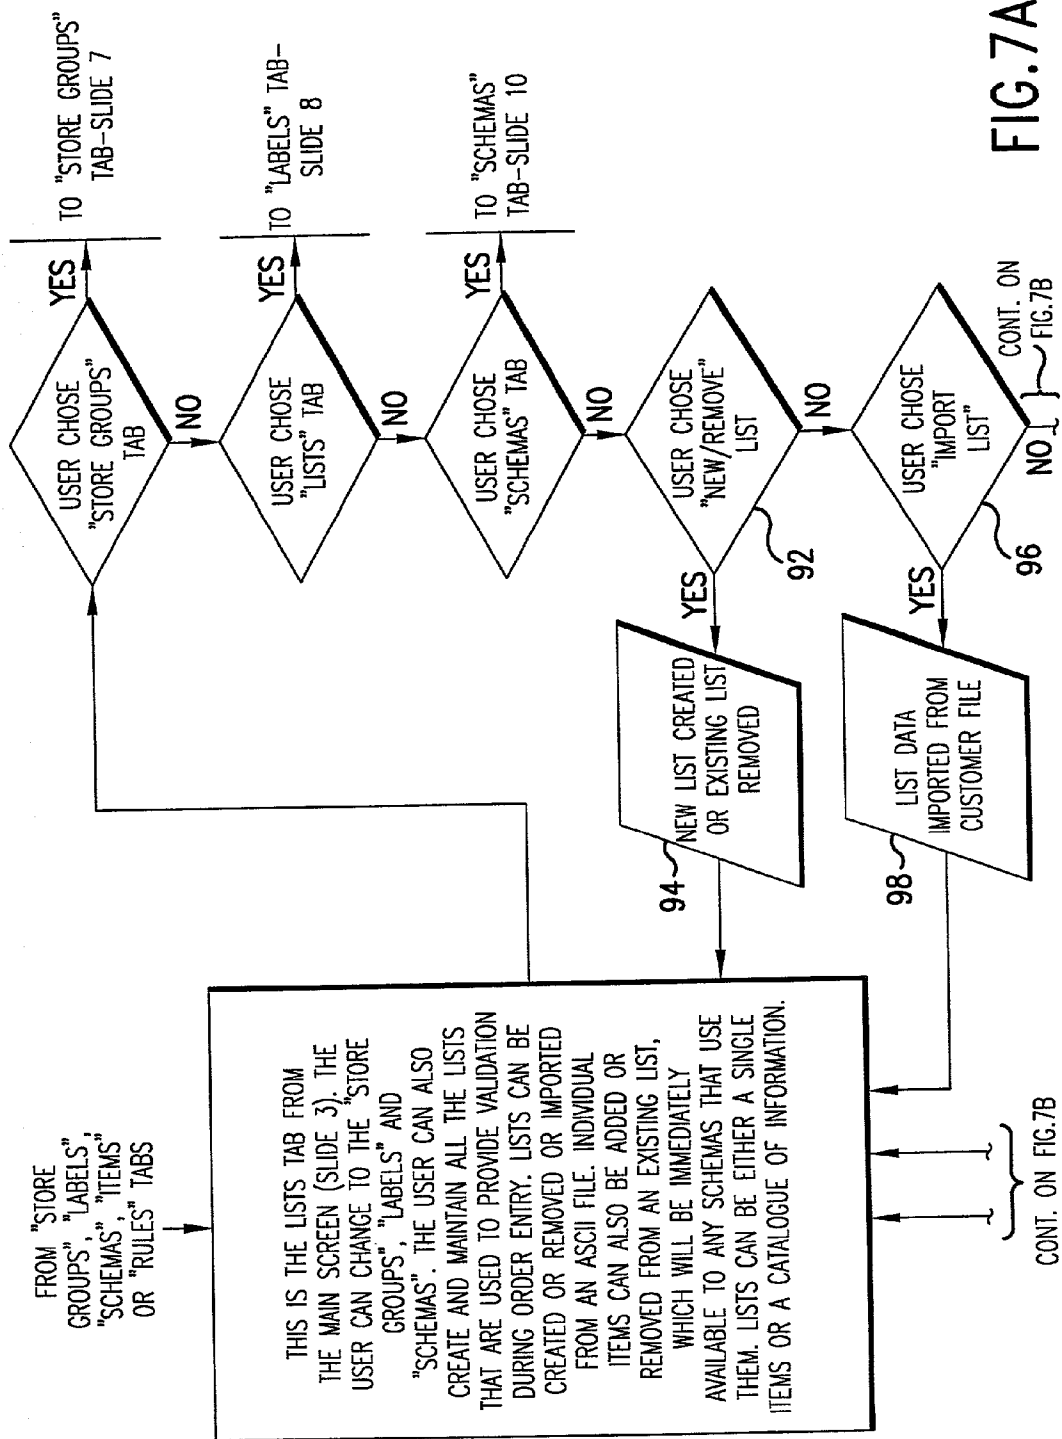 FROM "STORE
GROUPS", "LABELS",
"SCHEMAS", "ITEMS"
OR "RULES" TABS
THIS IS THE LISTS TAB FROM
THE MAIN SCREEN (SLIDE 3). THE
USER CAN CHANGE TO THE "STORE
GROUPS", "LABELS" AND
"SCHEMAS". THE USER CAN ALSO
CREATE AND MAINTAIN ALL THE LISTS
THAT ARE USED TO PROVIDE VALIDATION
DURING ORDER ENTRY. LISTS CAN BE
CREATED OR REMOVED OR IMPORTED
FROM AN ASCII FILE. INDIVIDUAL
ITEMS CAN ALSO BE ADDED OR
REMOVED FROM AN EXISTING LIST,
WHICH WILL BE IMMEDIATELY
AVAILABLE TO ANY SCHEMAS THAT USE
THEM. LISTS CAN BE EITHER A SINGLE
ITEMS OR A CATALOGUE OF INFORMATION.
CONT. ON FIG.7B
USER CHOSE
"STORE GROUPS"
TAB
YES
TO "STORE GROUPS"
TAB-SLIDE 7
NO
USER CHOSE
"LISTS" TAB
YES
TO "LABELS" TAB-
SLIDE 8
NO
USER CHOSE
"SCHEMAS" TAB
YES
TO "SCHEMAS"
TAB-SLIDE 10
NO
USER CHOSE
"NEW/REMOVE"
LIST
92
YES
94
NEW LIST CREATED
OR EXISTING LIST
REMOVED
NO
USER CHOSE
"IMPORT
LIST"
96
YES
98
LIST DATA
IMPORTED FROM
CUSTOMER FILE
NO
CONT. ON
FIG.7B
FIG.7A